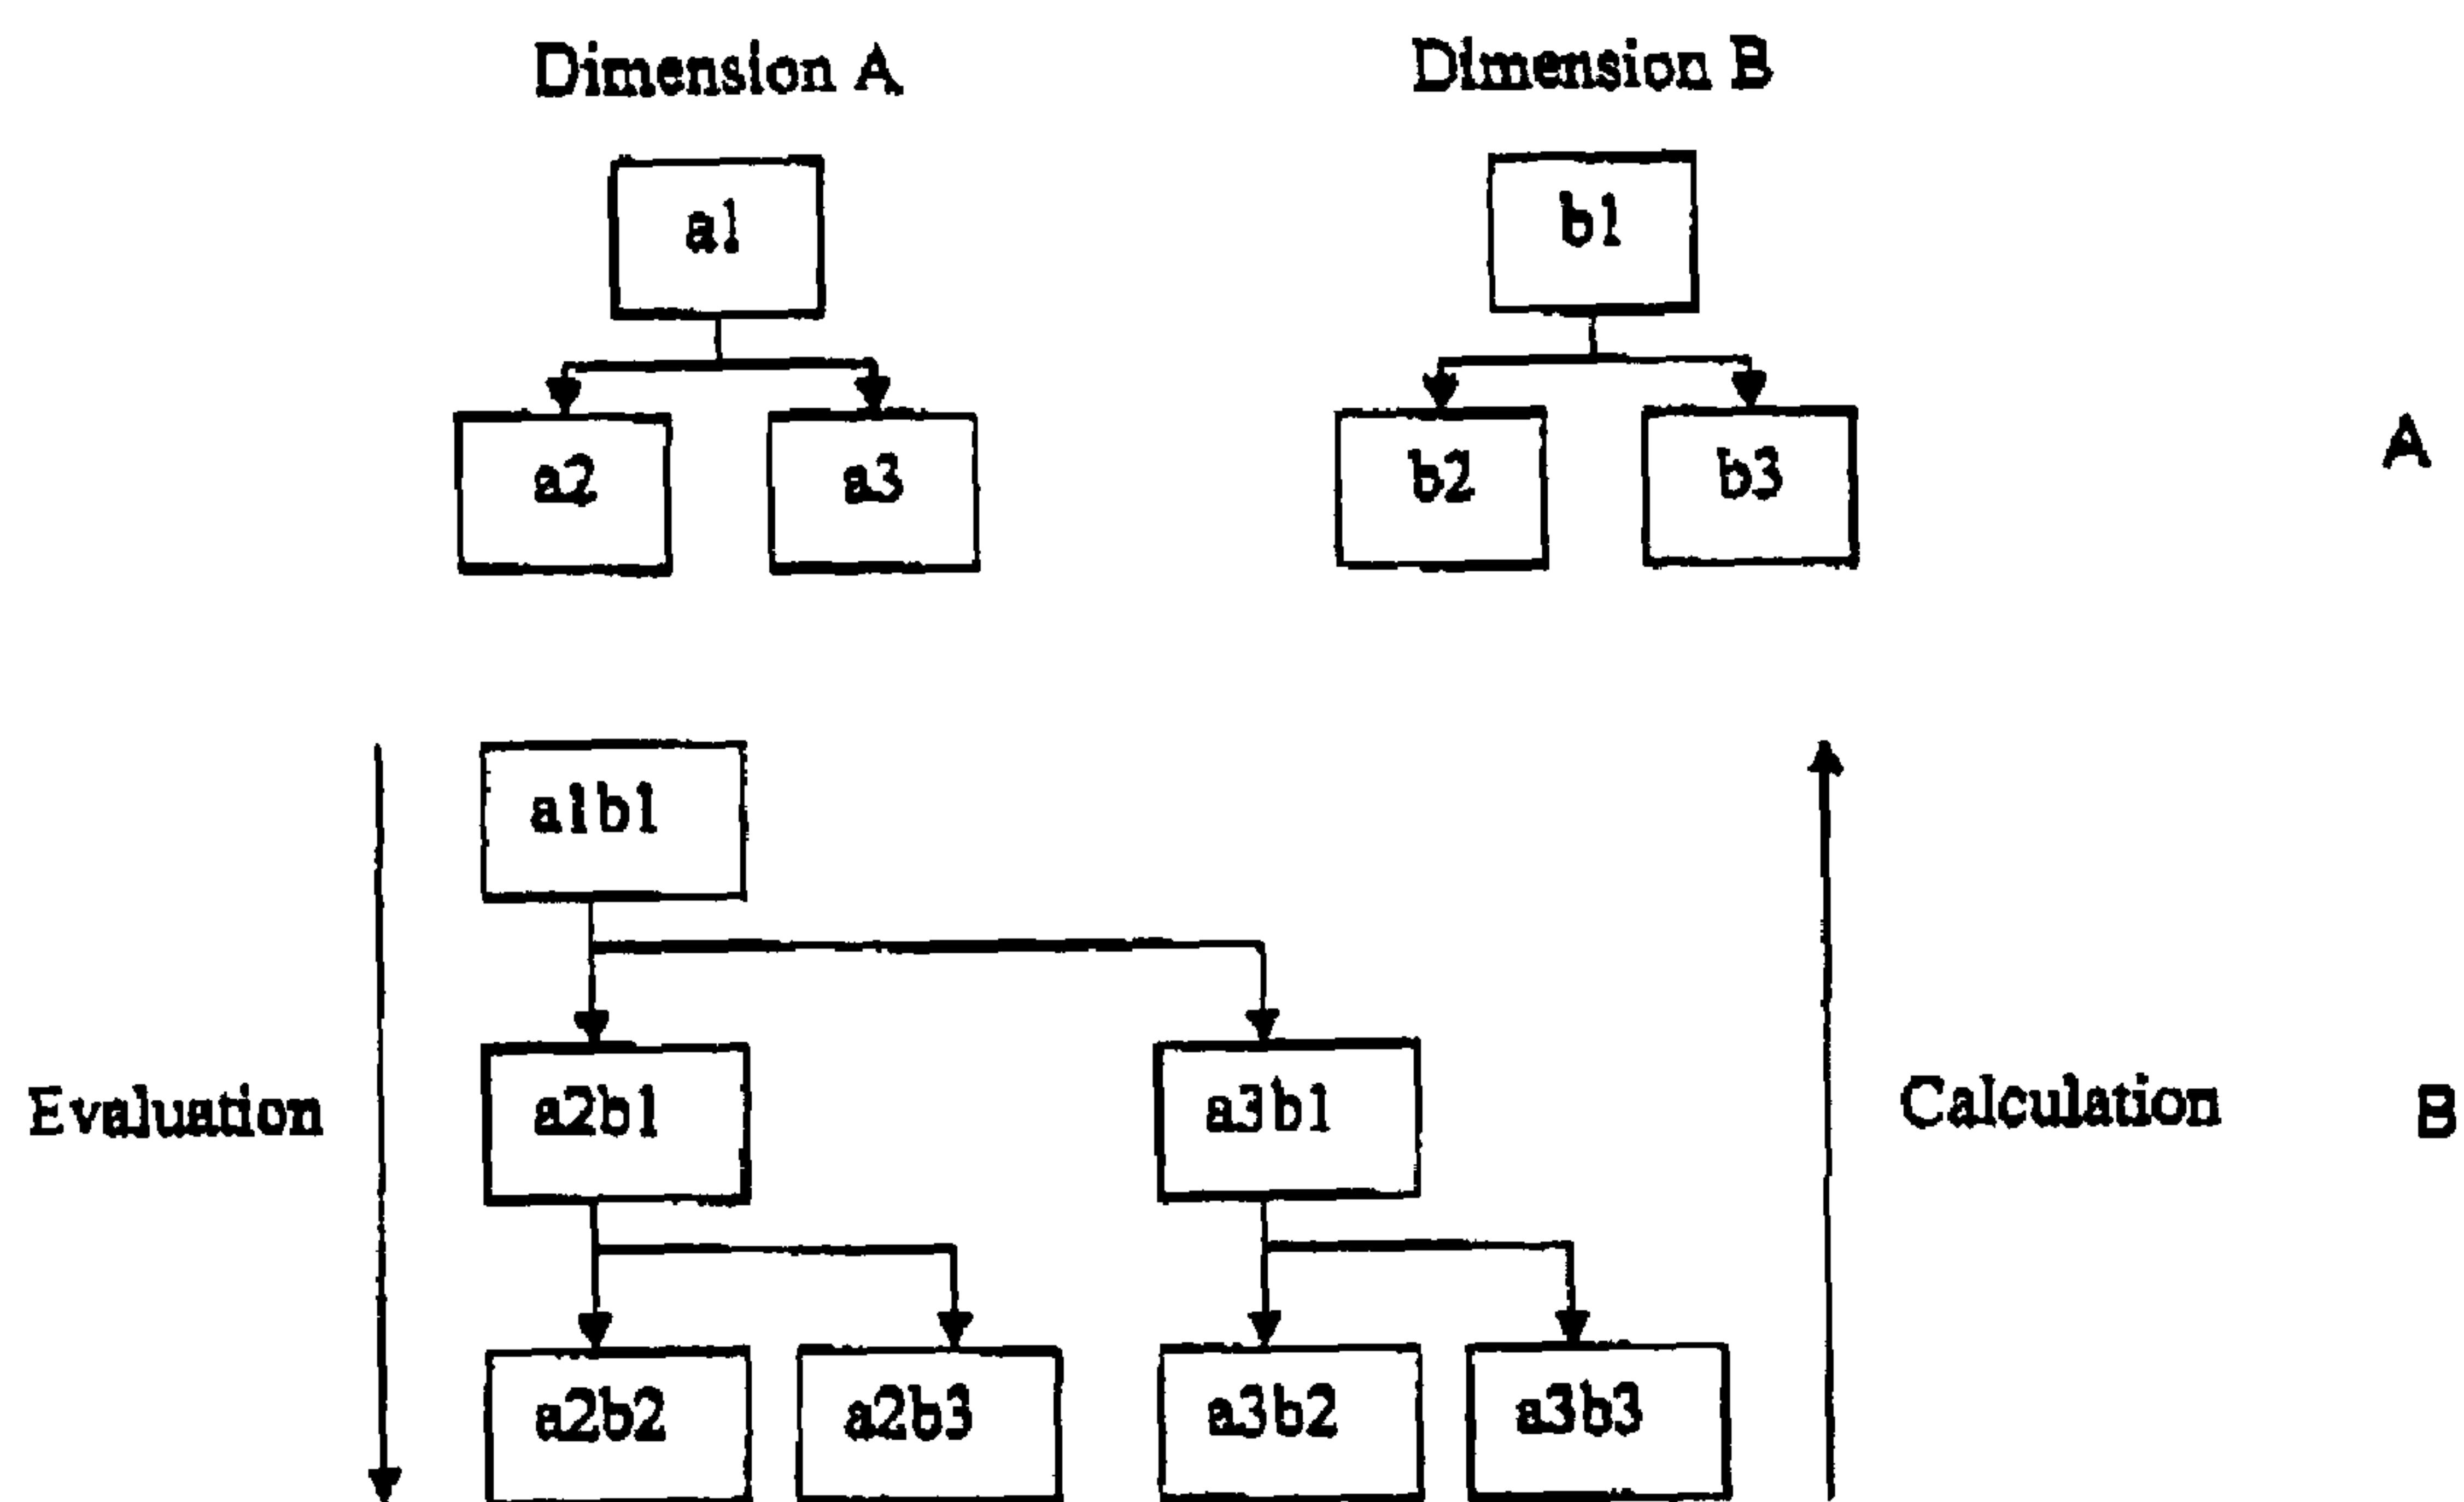 Dimension A
Dimension B
a1
b1
a2
a3
b2
b3
A
a1b1
Evaluation
a2b1
a3b1
Calculation
B
a2b2
a2b3
a3b2
a3b3